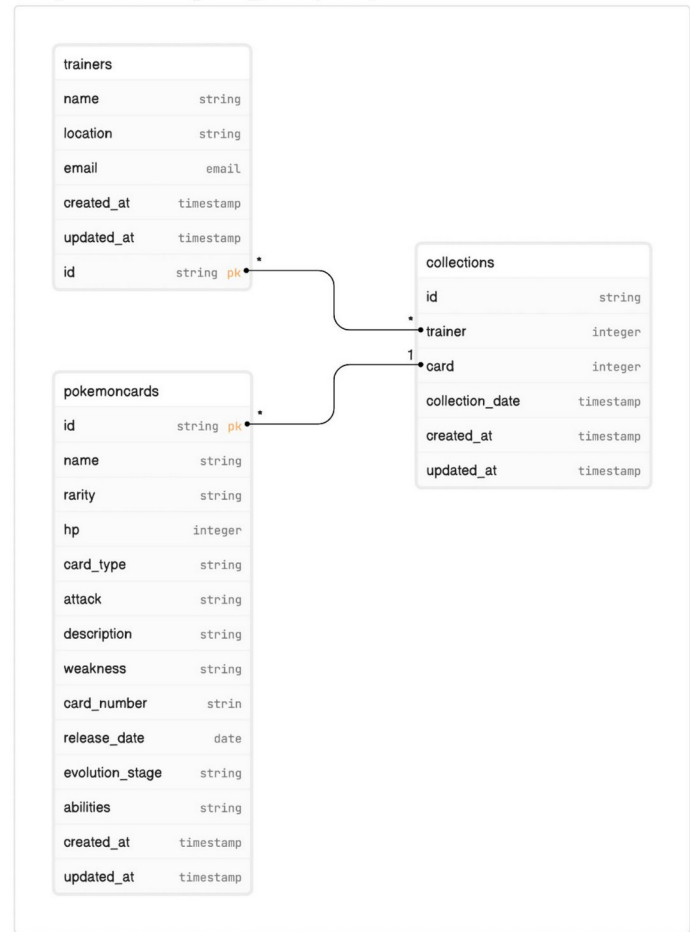 trainers
name string
location string
email email
created_at timestamp
updated_at timestamp
id string pk
*
*
collections
id string
trainer integer
1
card integer
collection_date timestamp
created_at timestamp
updated_at timestamp
pokemoncards
*
id string pk
name string
rarity string
hp integer
card_type string
attack string
description string
weakness string
card_number strin
release_date date
evolution_stage string
abilities string
created_at timestamp
updated_at timestamp